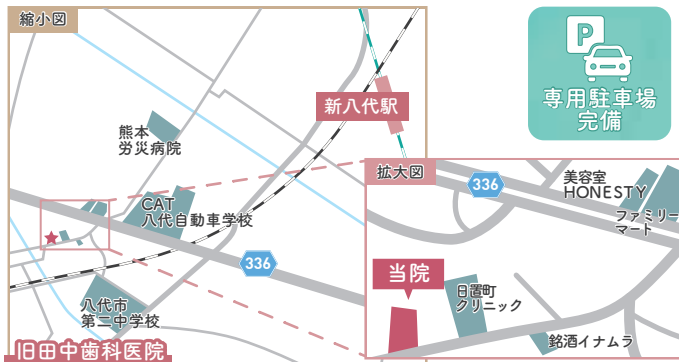 縮小図
新八代駅
熊本
労災病院
CAT
八代自動車学校
336
八代市
第二中学校
旧田中歯科医院
P
専用駐車場
完備
拡大図
336
美容室
HONESTY
ファミリー
マート
当院
日置町
クリニック
銘酒イナムラ